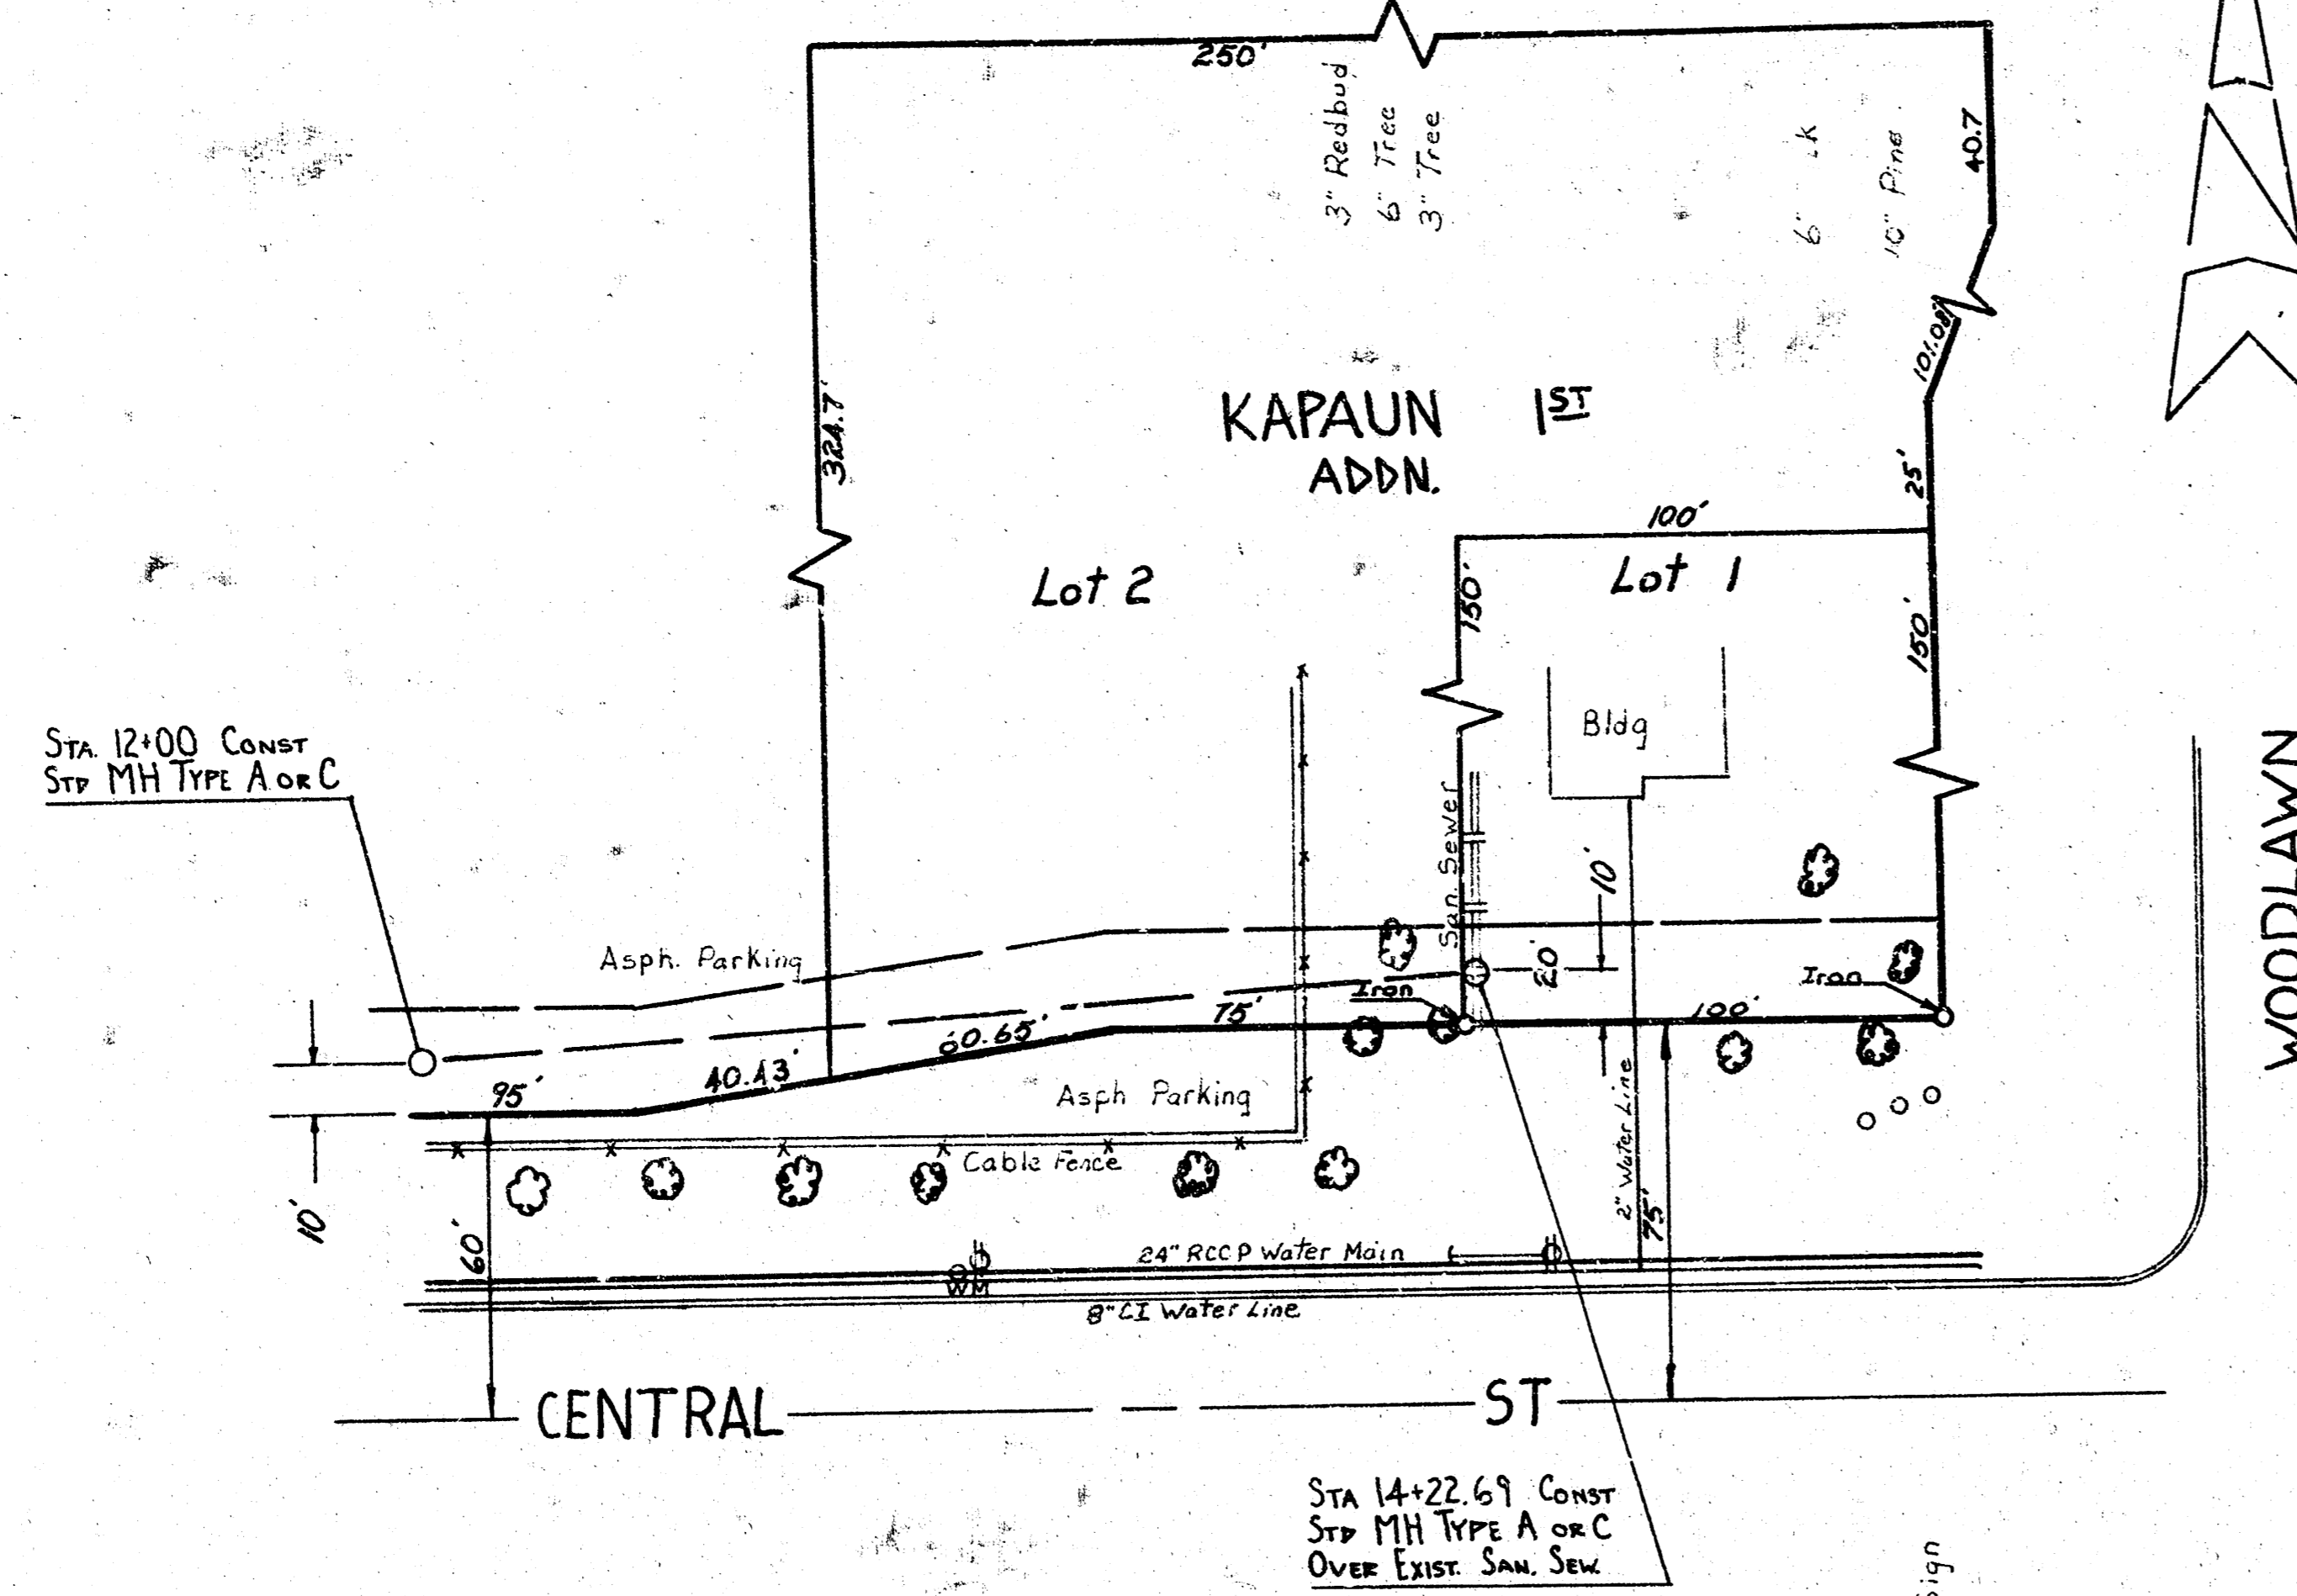 250'
3" Redbud
6" Tree
3" Tree
6"
10" Pine
40.7
101.08'
324.7'
KAPAUN 1ST
ADDN.
25'
100'
Lot 2
Lot 1
150'
150'
Bldg
STA. 12+00 CONST
STD MH TYPE A OR C
WOODLAWN
San. Sewer
10'
Asph. Parking
20'
Iron
Iron
75'
100'
60.65'
40.43'
95'
Asph Parking
2" Water Line
Cable Fence
10'
60'
75'
24" RCCP Water Main
WM
8" CI Water Line
CENTRAL ST
STA 14+22.69 CONST
STD MH TYPE A OR C
OVER EXIST. SAN. SEW.